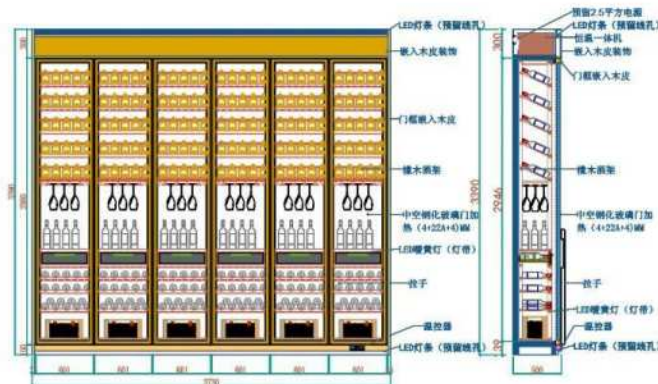 LED灯条（预留线孔）
嵌入木皮装饰
门框嵌入木皮
橡木酒架
中空钢化玻璃门加
热（4+22A+4)MM
LED暖黄灯（灯带）
拉手
温控器
LED灯条（预留线孔）
300
601
601
601
601
601
601
预留2.5平方电源
LED灯条（预留线孔）
恒温一体机
嵌入木皮装饰
门框嵌入木皮
橡木酒架
中空钢化玻璃门加
热（4+22A+4)MM
拉手
LED暖黄灯（灯带）
温控器
LED灯条（预留线孔）
300
3390
2946
500